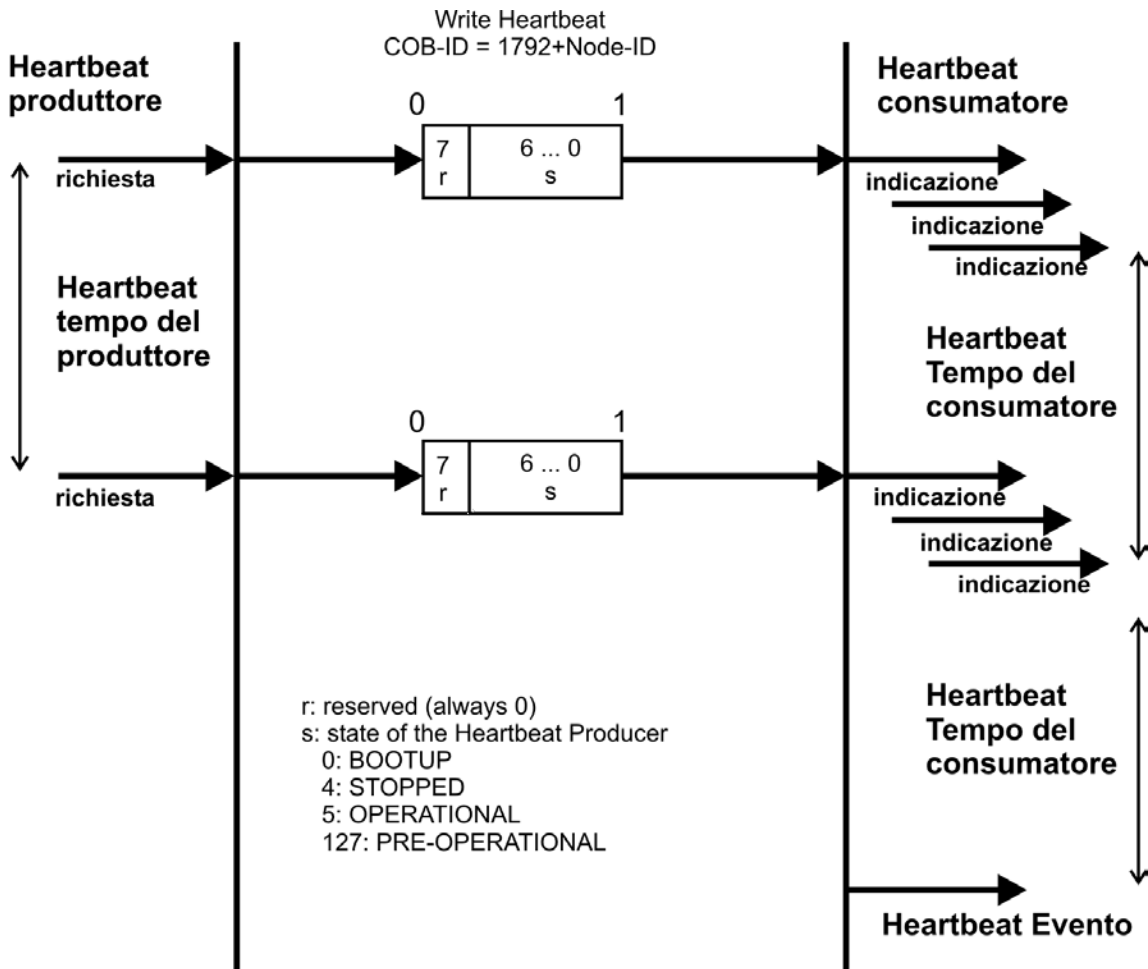 Write Heartbeat
COB-ID = 1792+Node-ID
Heartbeat
produttore
Heartbeat
consumatore
0 1
7 6 ... 0
r s
richiesta
indicazione
indicazione
indicazione
Heartbeat
tempo del
produttore
Heartbeat
Tempo del
consumatore
0 1
7 6 ... 0
r s
richiesta
indicazione
indicazione
indicazione
r: reserved (always 0)
s: state of the Heartbeat Producer
0: BOOTUP
4: STOPPED
5: OPERATIONAL
127: PRE-OPERATIONAL
Heartbeat
Tempo del
consumatore
Heartbeat Evento